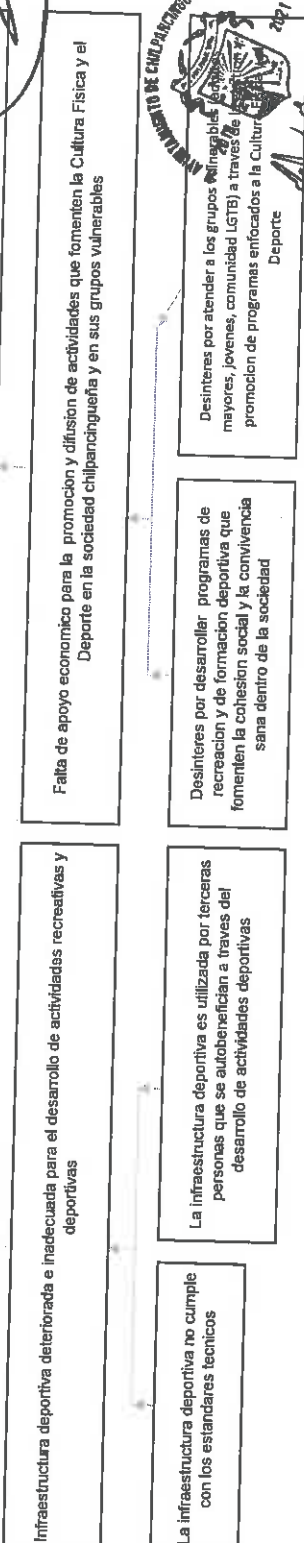 Infraestructura deportiva deteriorada e inadecuada para el desarrollo de actividades recreativas y
deportivas
Falta de apoyo economico para la promocion y difusion de actividades que fomenten la Cultura Fisica y el
Deporte en la sociedad chilpancingueña y en sus grupos vulnerables
La infraestructura deportiva no cumple
con los estandares tecnicos
La infraestructura deportiva es utilizada por terceras
personas que se autobenefician a traves del
desarrollo de actividades deportivas
Desinteres por desarrollar programas de
recreacion y de formacion deportiva que
fomenten la cohesion social y la convivencia
sana dentro de la sociedad
Desinteres por atender a los grupos vulnerables
mayores, jovenes, comunidad LGTB) a traves de
promocion de programas enfocados a la Cultura
Deporte
2021